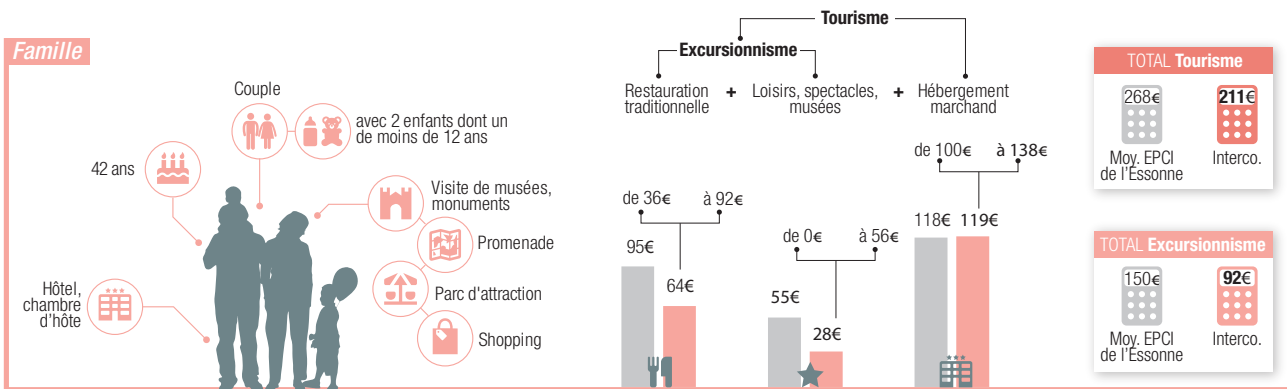 Famille
Couple
avec 2 enfants dont un
de moins de 12 ans
42 ans
Visite de musées,
monuments
Promenade
Parc d'attraction
Shopping
Hôtel,
chambre
d'hôte
Tourisme
Excursionnisme
Restauration
traditionnelle
+
Loisirs, spectacles,
musées
+
Hébergement
marchand
de 36€ à 92€
95€
64€
de 0€ à 56€
55€
28€
de 100€ à 138€
118€
119€
TOTAL Tourisme
268€
211€
Moy. EPCI
de l'Essonne
Interco.
TOTAL Excursionnisme
150€
92€
Moy. EPCI
de l'Essonne
Interco.